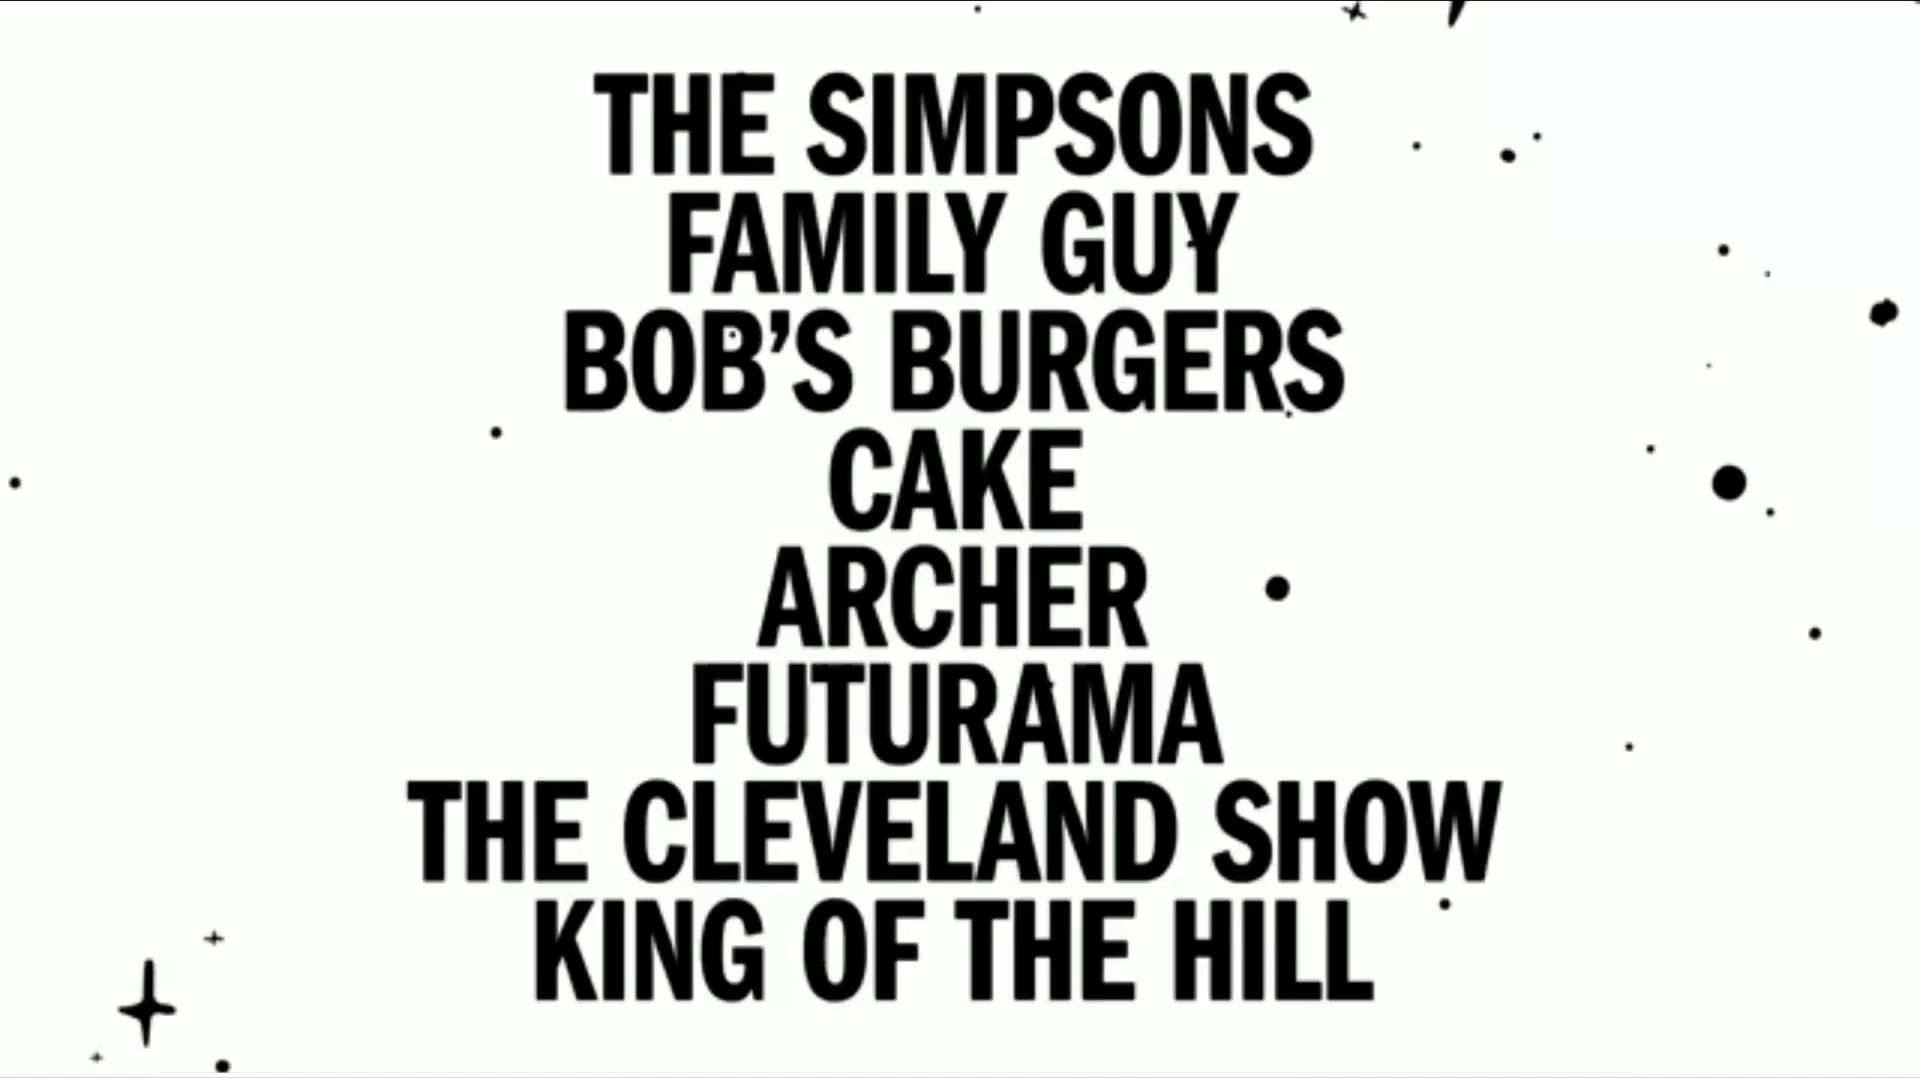 THE SIMPSONS
FAMILY GUY
BOB’S BURGERS
CAKE
ARCHER
FUTURAMA
THE CLEVELAND SHOW
KING OF THE HILL